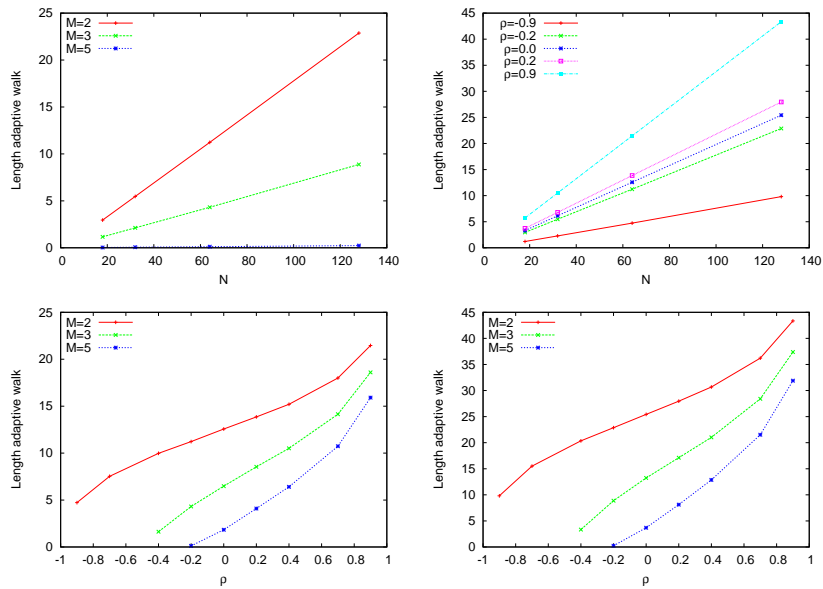 25
20
15
10
5
0
0 20 40 60 80 100 120 140
Length adaptive walk
N
M=2
M=3
M=5
45
40
35
30
25
20
15
10
5
0
0 20 40 60 80 100 120 140
Length adaptive walk
N
ρ=-0.9
ρ=-0.2
ρ=0.0
ρ=0.2
ρ=0.9
25
20
15
10
5
0
-1 -0.8 -0.6 -0.4 -0.2 0 0.2 0.4 0.6 0.8 1
Length adaptive walk
ρ
M=2
M=3
M=5
45
40
35
30
25
20
15
10
5
0
-1 -0.8 -0.6 -0.4 -0.2 0 0.2 0.4 0.6 0.8 1
Length adaptive walk
ρ
M=2
M=3
M=5